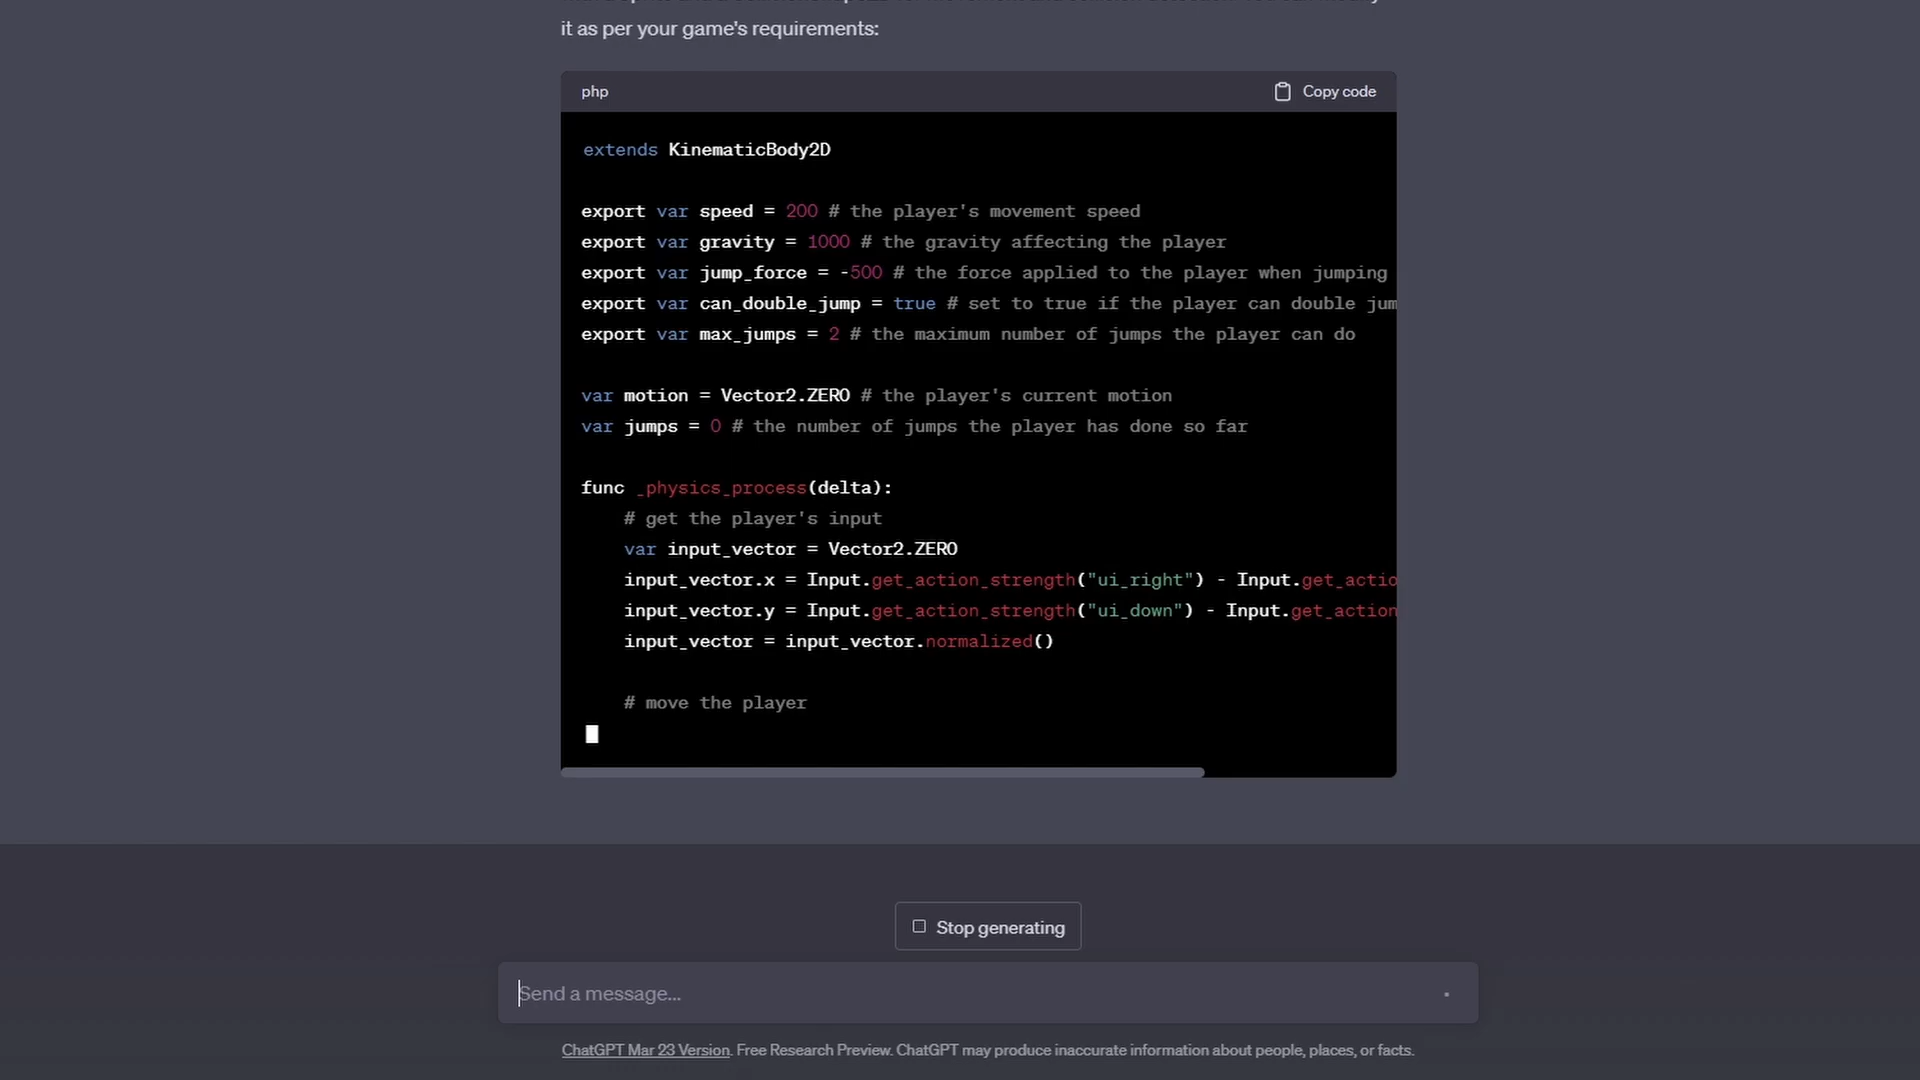 it as per your game's requirements:
php
Copy code
extends KinematicBody2D
export var speed = 200 # the player's movement speed
export var gravity = 1000 # the gravity affecting the player
export var jump_force = -500 # the force applied to the player when jumping
export var can_double_jump = true # set to true if the player can double jum
export var max_jumps = 2 # the maximum number of jumps the player can do
var motion = Vector2.ZERO # the player's current motion
var jumps = 0 # the number of jumps the player has done so far
func _physics_process(delta):
# get the player's input
var input_vector = Vector2.ZERO
input_vector.x = Input.get_action_strength("ui_right") - Input.get_actio
input_vector.y = Input.get_action_strength("ui_down") - Input.get_action
input_vector = input_vector.normalized()
# move the player
Stop generating
Send a message...
ChatGPT Mar 23 Version. Free Research Preview. ChatGPT may produce inaccurate information about people, places, or facts.